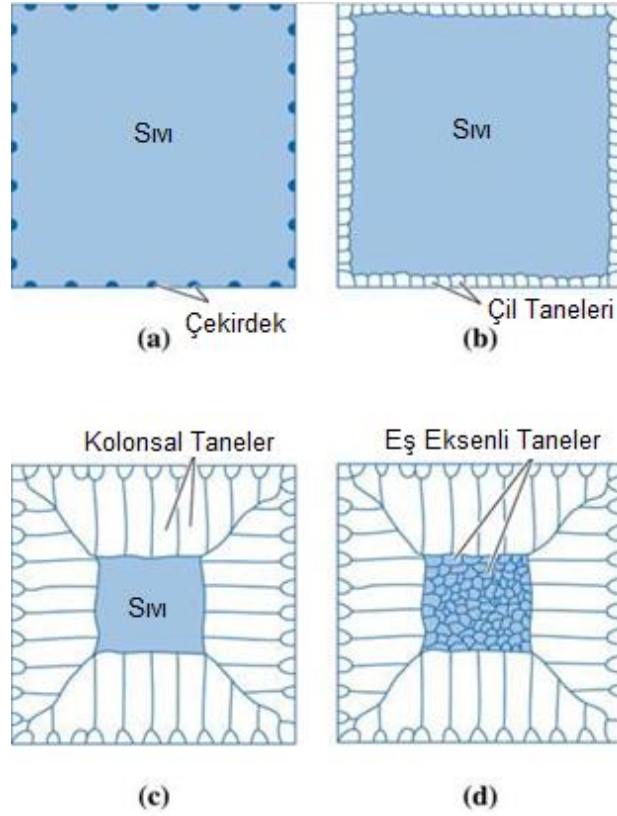 Sıvı
Sıvı
Çekirdek
Çil Taneleri
(a)
(b)
Kolonsal Taneler
Eş Eksenli Taneler
Sıvı
(c)
(d)